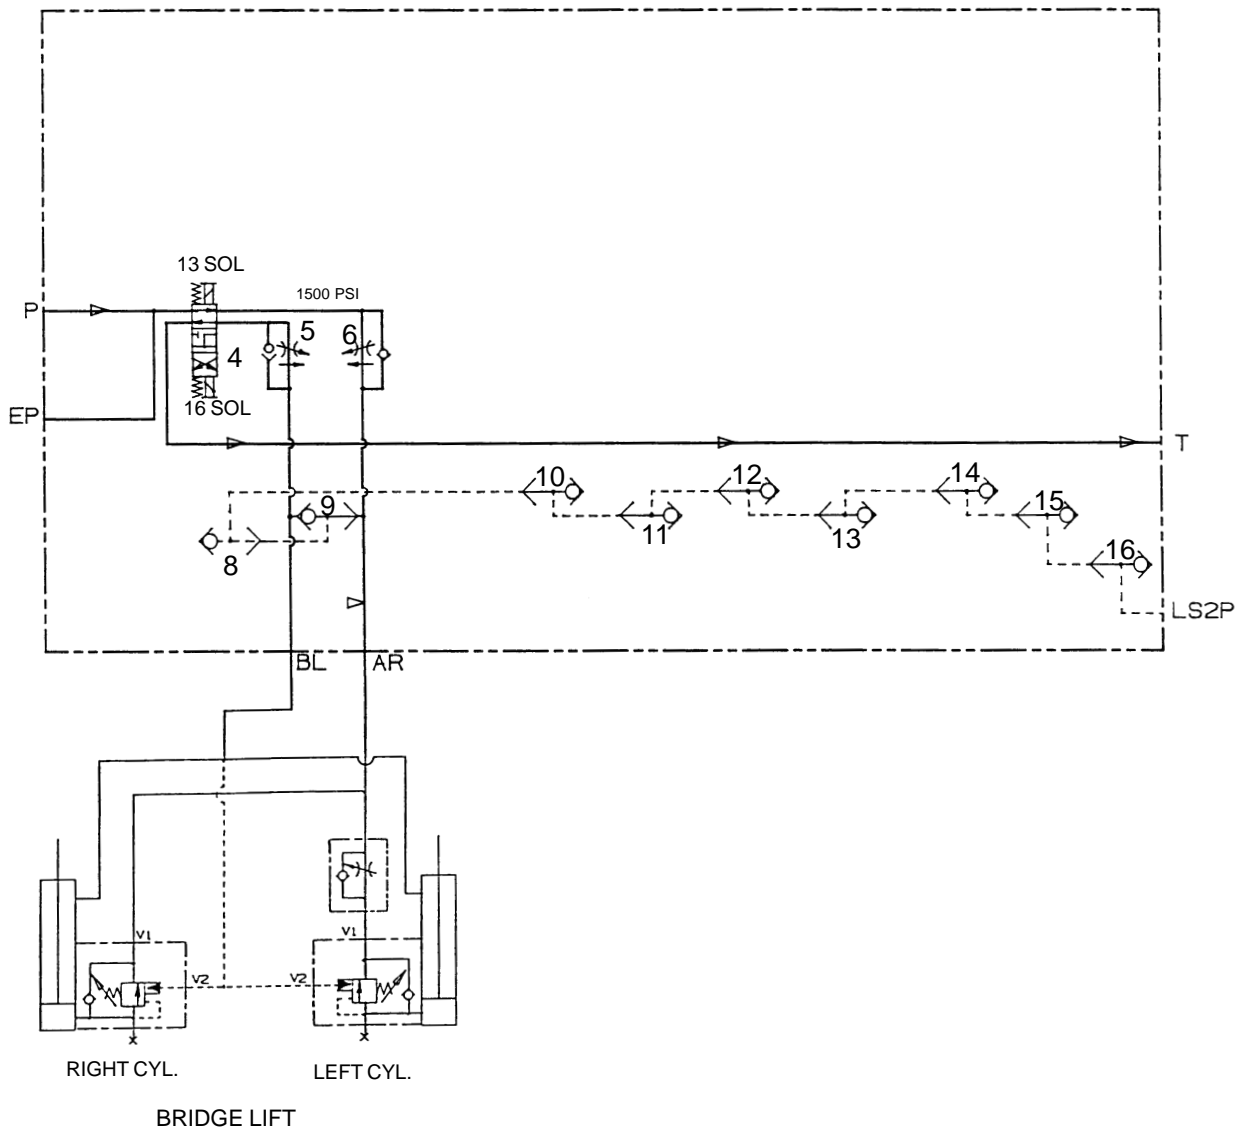 13 SOL
P
1500 PSI
5
6
4
16 SOL
EP
T
10
12
14
9
15
11
13
8
16
LS2P
BL
AR
V1
V1
V2
V2
RIGHT CYL.
LEFT CYL.
BRIDGE LIFT